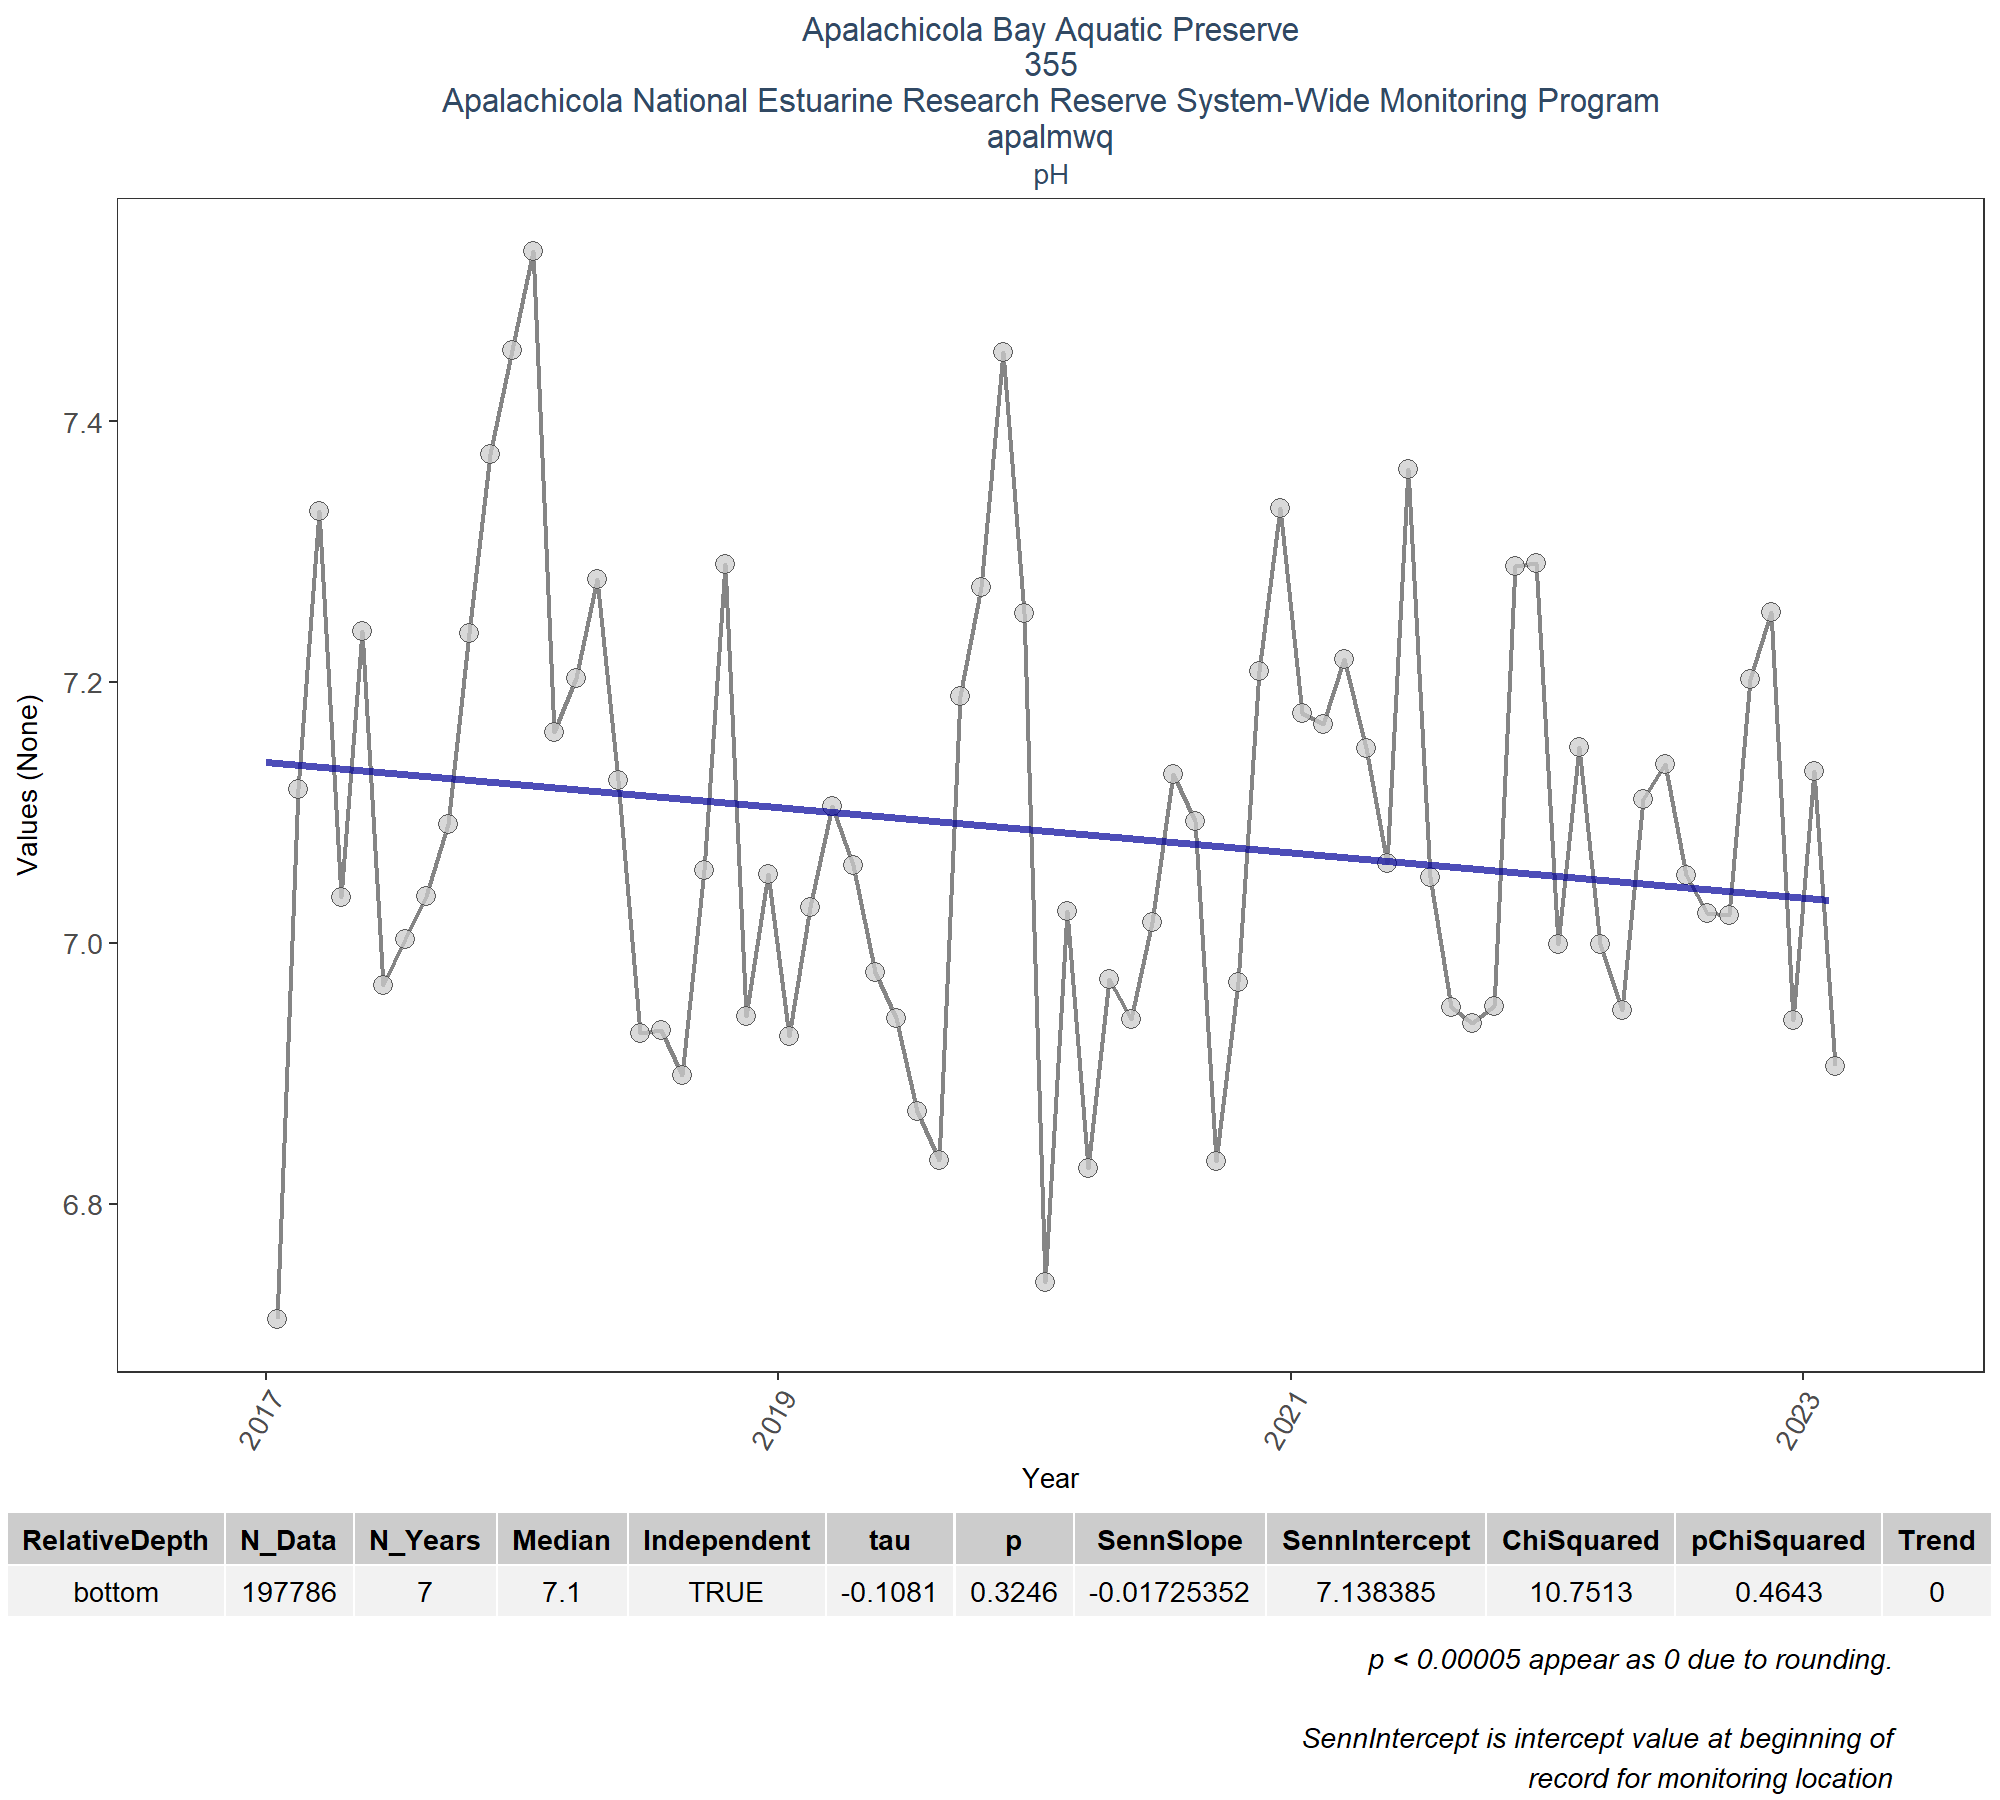 Apalachicola Bay Aquatic Preserve
355
Apalachicola National Estuarine Research Reserve System-Wide Monitoring Program
apalmwq
pH
Values (None)
7.4
7.2
7.0
6.8
2017 2019 2021 2023
Year
RelativeDepth N_Data N_Years Median Independent tau p SennSlope SennIntercept ChiSquared pChiSquared Trend
bottom 197786 7 7.1 TRUE -0.1081 0.3246 -0.01725352 7.138385 10.7513 0.4643 0
p < 0.00005 appear as 0 due to rounding.
SennIntercept is intercept value at beginning of
record for monitoring location